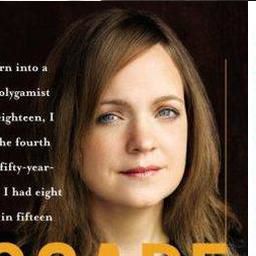 rn into a
olygamist
eighteen, I
he fourth
fifty-year-
I had eight
in fifteen